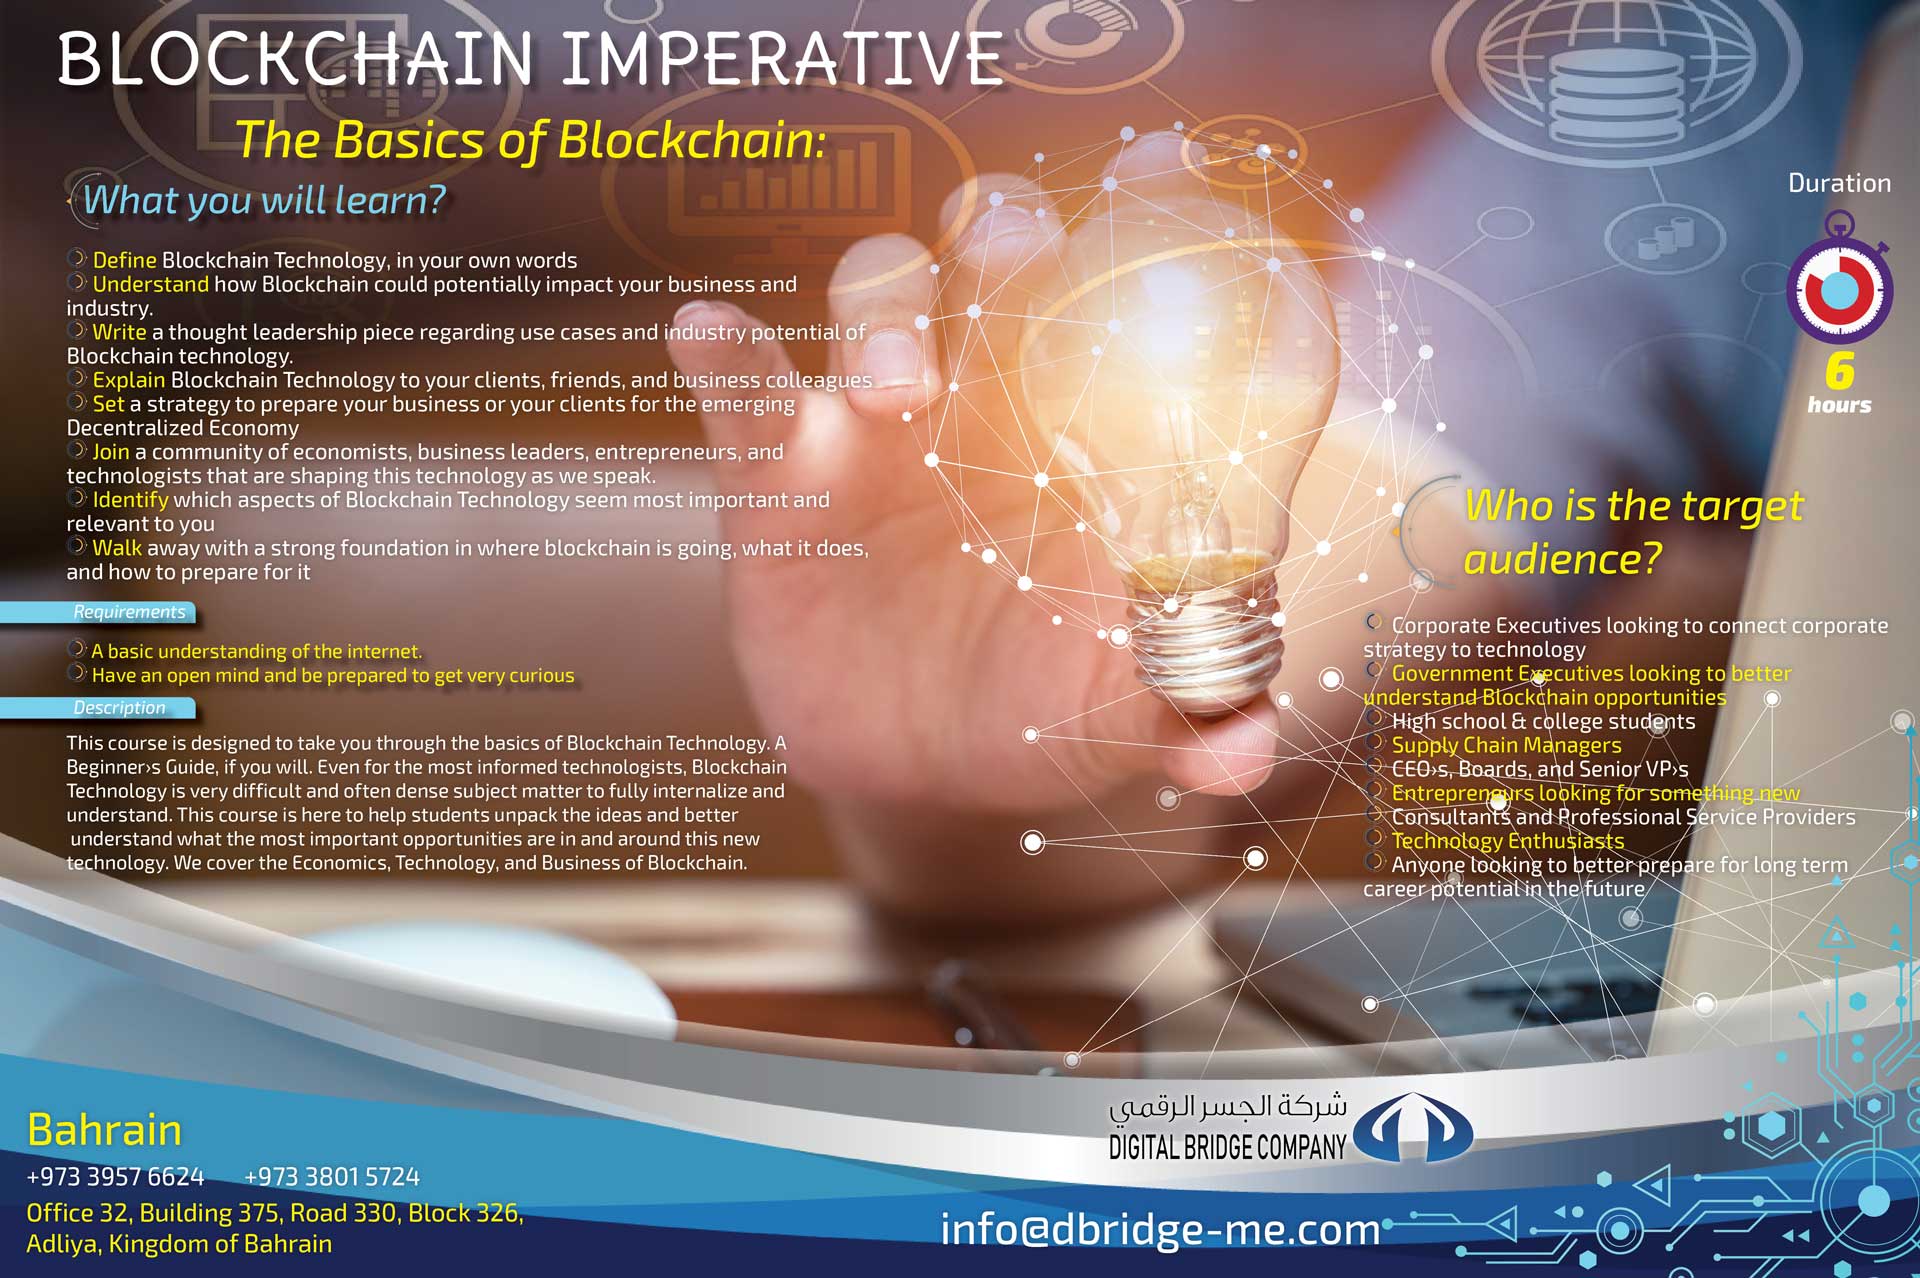 BLOCKCHAIN IMPERATIVE
The Basics of Blockchain:
What you will learn?
Define Blockchain Technology, in your own words
Understand how Blockchain could potentially impact your business and
industry.
Write a thought leadership piece regarding use cases and industry potential of
Blockchain technology.
Explain Blockchain Technology to your clients, friends, and business colleagues
Set a strategy to prepare your business or your clients for the emerging
Decentralized Economy
Join a community of economists, business leaders, entrepreneurs, and
technologists that are shaping this technology as we speak.
Identify which aspects of Blockchain Technology seem most important and
relevant to you
Walk away with a strong foundation in where blockchain is going, what it does,
and how to prepare for it
Requirements
A basic understanding of the internet.
Have an open mind and be prepared to get very curious
Description
This course is designed to take you through the basics of Blockchain Technology. A
Beginner›s Guide, if you will. Even for the most informed technologists, Blockchain
Technology is very difficult and often dense subject matter to fully internalize and
understand. This course is here to help students unpack the ideas and better
understand what the most important opportunities are in and around this new
technology. We cover the Economics, Technology, and Business of Blockchain.
Duration
6
hours
Who is the target
audience?
Corporate Executives looking to connect corporate
strategy to technology
Government Executives looking to better
understand Blockchain opportunities
High school & college students
Supply Chain Managers
CEO›s, Boards, and Senior VP›s
Entrepreneurs looking for something new
Consultants and Professional Service Providers
Technology Enthusiasts
Anyone looking to better prepare for long term
career potential in the future
شركة الجسر الرقمي
DIGITAL BRIDGE COMPANY
Bahrain
+973 3957 6624 +973 3801 5724
Office 32, Building 375, Road 330, Block 326,
Adliya, Kingdom of Bahrain
info@dbridge-me.com